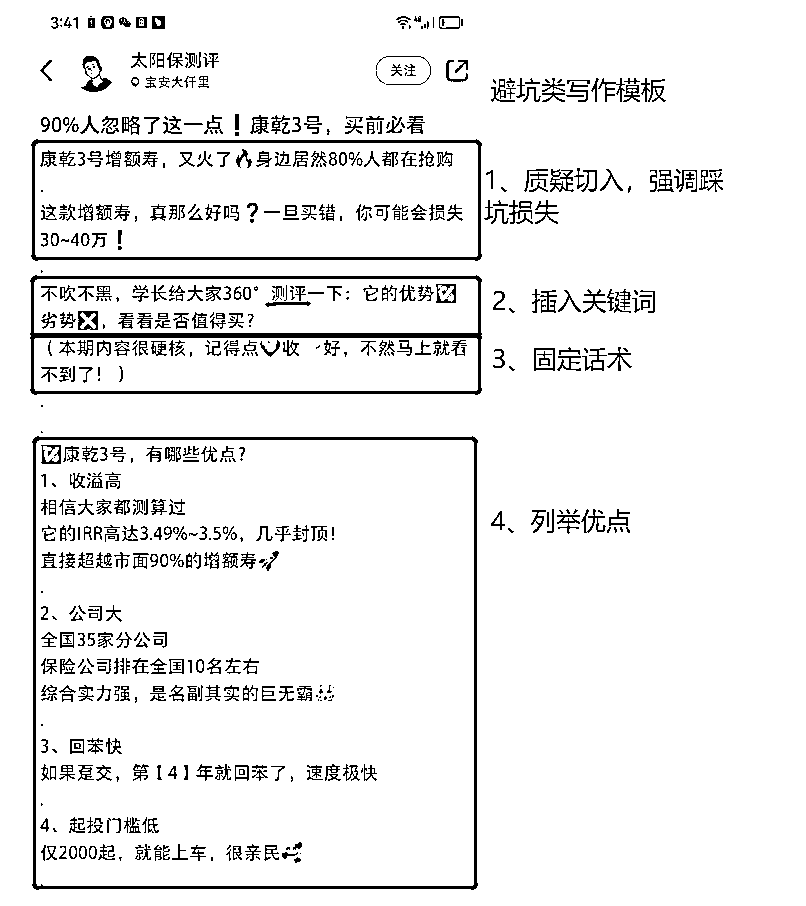 3:41
太阳保测评
宝安大仟里
关注
避坑类写作模板
90%人忽略了这一点❗康乾3号，买前必看
康乾3号增额寿，又火了🔥身边居然80%人都在抢购
.
这款增额寿，真那么好吗❓一旦买错，你可能会损失
30~40万❗
1、质疑切入，强调踩
坑损失
.
不吹不黑，学长给大家360°测评一下：它的优势✅
劣势❎，看看是否值得买？
2、插入关键词
（本期内容很硬核，记得点❤收 好，不然马上就看
不到了！）
3、固定话术
.
.
✅康乾3号，有哪些优点？
1、收溢高
相信大家都测算过
它的IRR高达3.49%~3.5%，几乎封顶！
直接超越市面90%的增额寿🚀
4、列举优点
.
2、公司大
全国35家分公司
保险公司排在全国10名左右
综合实力强，是名副其实的巨无霸
.
3、回苯快
如果趸交，第【4】年就回苯了，速度极快
.
4、起投门槛低
仅2000起，就能上车，很亲民
.